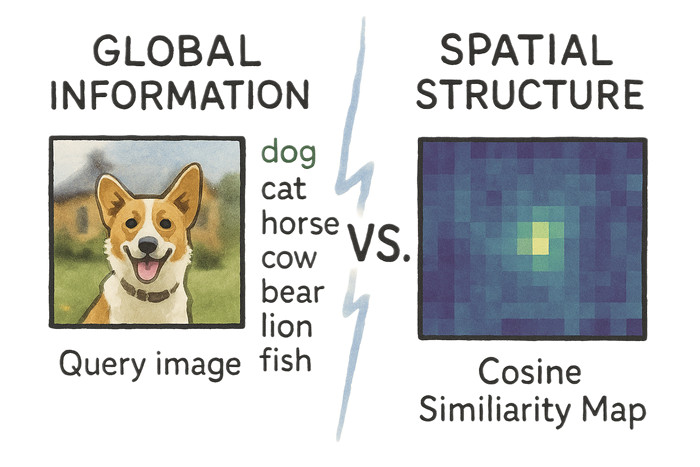 GLOBAL
INFORMATION
dog
cat
horse
cow
bear
lion
fish
Query image
VS.
SPATIAL
STRUCTURE
Cosine
Similiarity Map